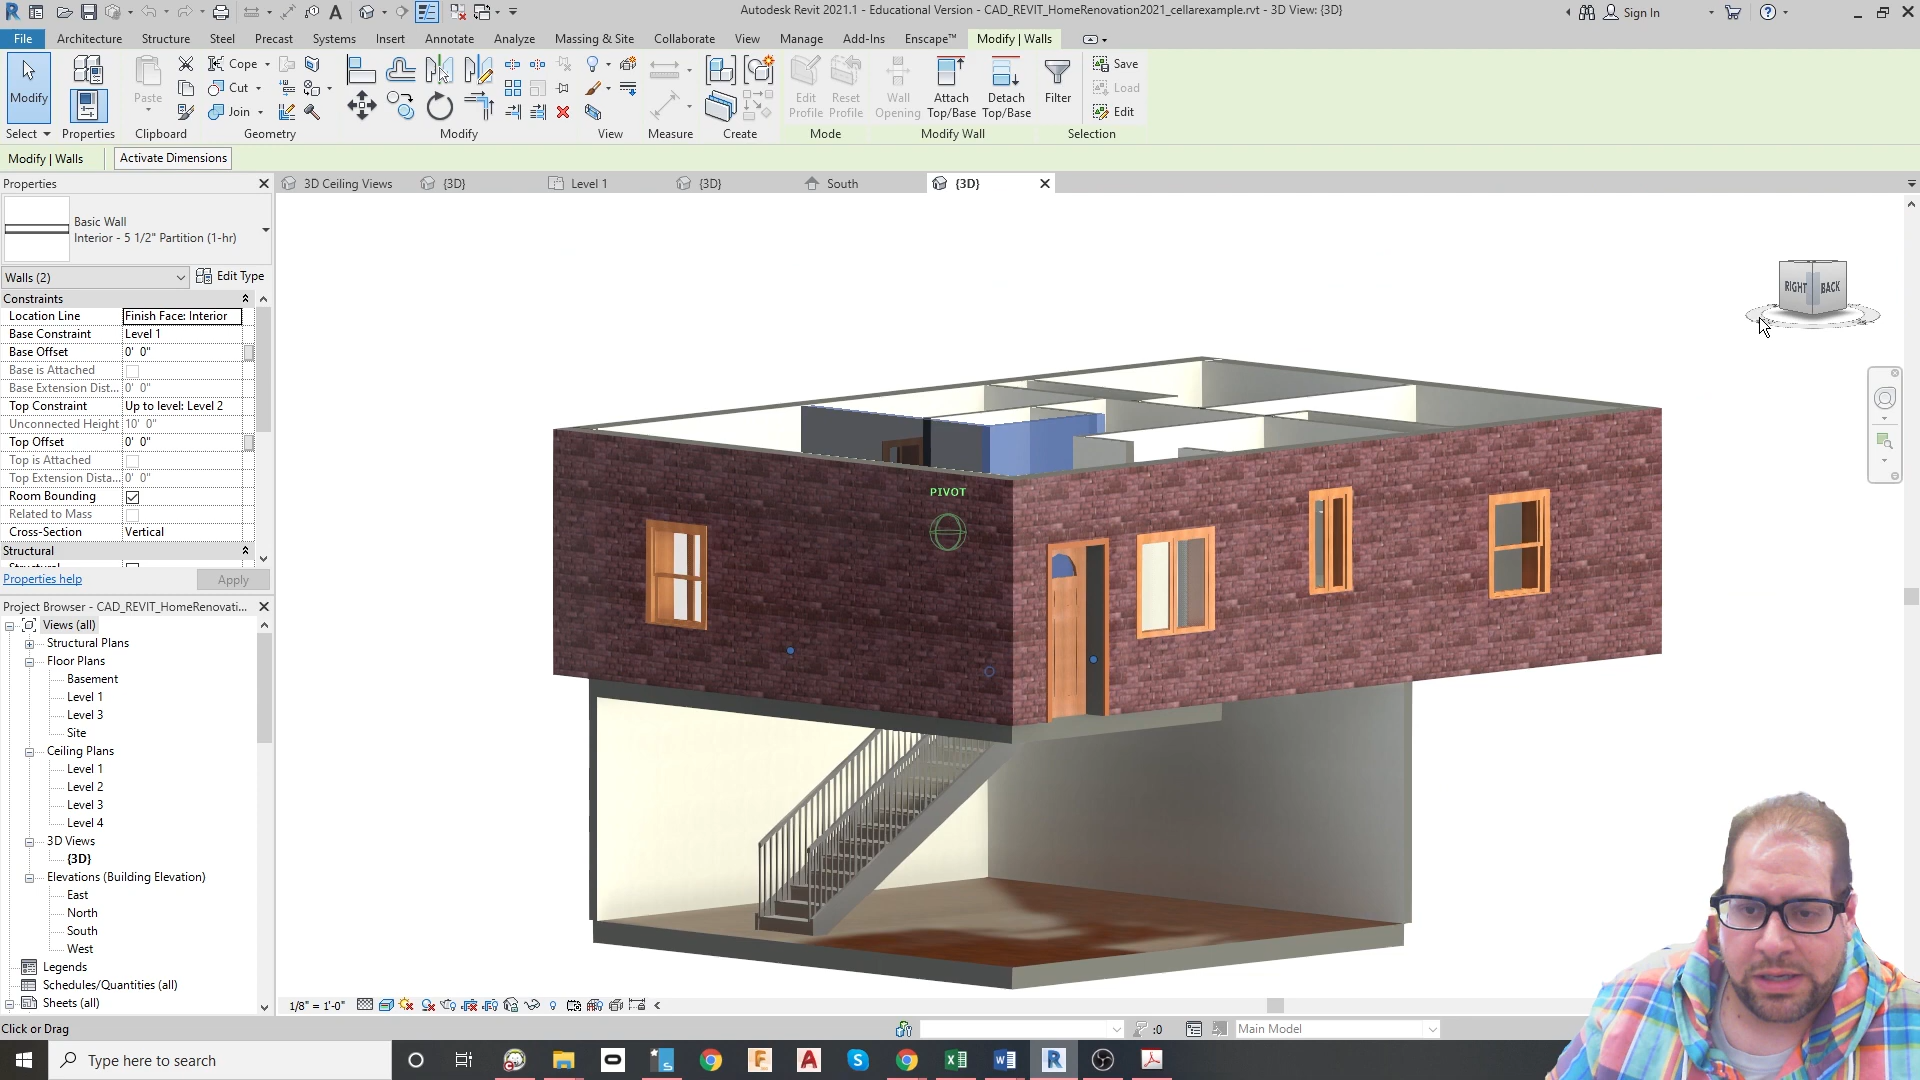 Autodesk Revit 2021.1 - Educational Version - CAD_REVIT_HomeRenovation2021_cellarexample.rvt - 3D View: {3D}
Sign In
File Architecture Structure Steel Precast Systems Insert Annotate Analyze Massing & Site Collaborate View Manage Add-Ins Enscape™ Modify | Walls
Modify
Paste
Cope
Cut
Join
Edit Profile
Reset Profile
Wall Opening
Attach Top/Base
Detach Top/Base
Filter
Save
Load
Edit
Select Properties Clipboard Geometry Modify View Measure Create Mode Modify Wall Selection
Modify | Walls Activate Dimensions
Properties
3D Ceiling Views {3D} Level 1 {3D} South {3D}
Basic Wall
Interior - 5 1/2" Partition (1-hr)
Walls (2) Edit Type
Constraints
Location Line Finish Face: Interior
Base Constraint Level 1
Base Offset 0' 0"
Base is Attached
Base Extension Dist... 0' 0"
Top Constraint Up to level: Level 2
Unconnected Height 10' 0"
Top Offset 0' 0"
Top is Attached
Top Extension Dista... 0' 0"
Room Bounding
Related to Mass
Cross-Section Vertical
Structural
Properties help Apply
Project Browser - CAD_REVIT_HomeRenovati...
Views (all)
Structural Plans
Floor Plans
Basement
Level 1
Level 3
Site
Ceiling Plans
Level 1
Level 2
Level 3
Level 4
3D Views
{3D}
Elevations (Building Elevation)
East
North
South
West
Legends
Schedules/Quantities (all)
Sheets (all)
RIGHT BACK
PIVOT
1/8" = 1'-0"
Click or Drag
:0
Main Model
Type here to search